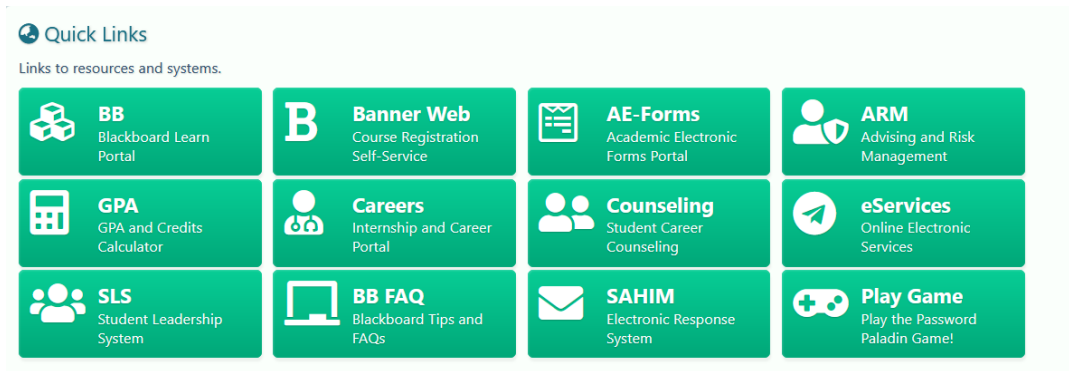 Quick Links
Links to resources and systems.
BB
Blackboard Learn
Portal
Banner Web
Course Registration
Self-Service
AE-Forms
Academic Electronic
Forms Portal
ARM
Advising and Risk
Management
GPA
GPA and Credits
Calculator
Careers
Internship and Career
Portal
Counseling
Student Career
Counseling
eServices
Online Electronic
Services
SLS
Student Leadership
System
BB FAQ
Blackboard Tips and
FAQs
SAHIM
Electronic Response
System
Play Game
Play the Password
Paladin Game!